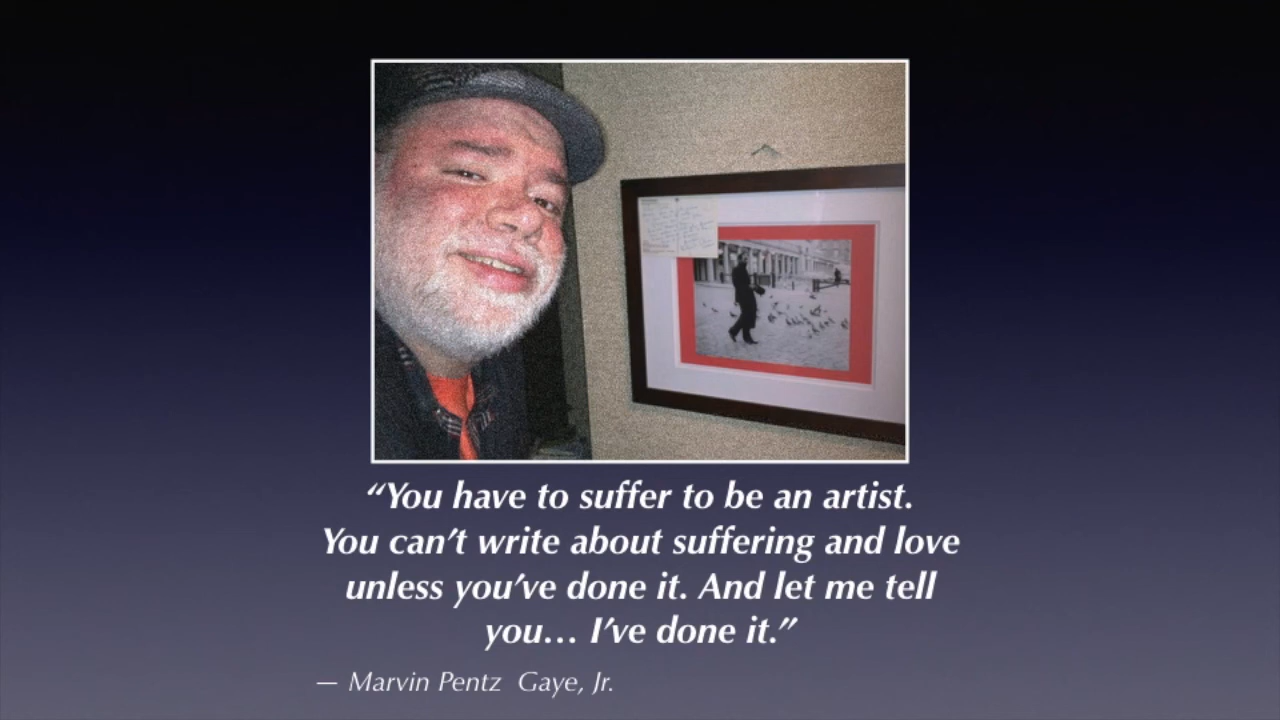 “You have to suffer to be an artist.
You can’t write about suffering and love
unless you’ve done it. And let me tell
you… I’ve done it.”
— Marvin Pentz  Gaye, Jr.